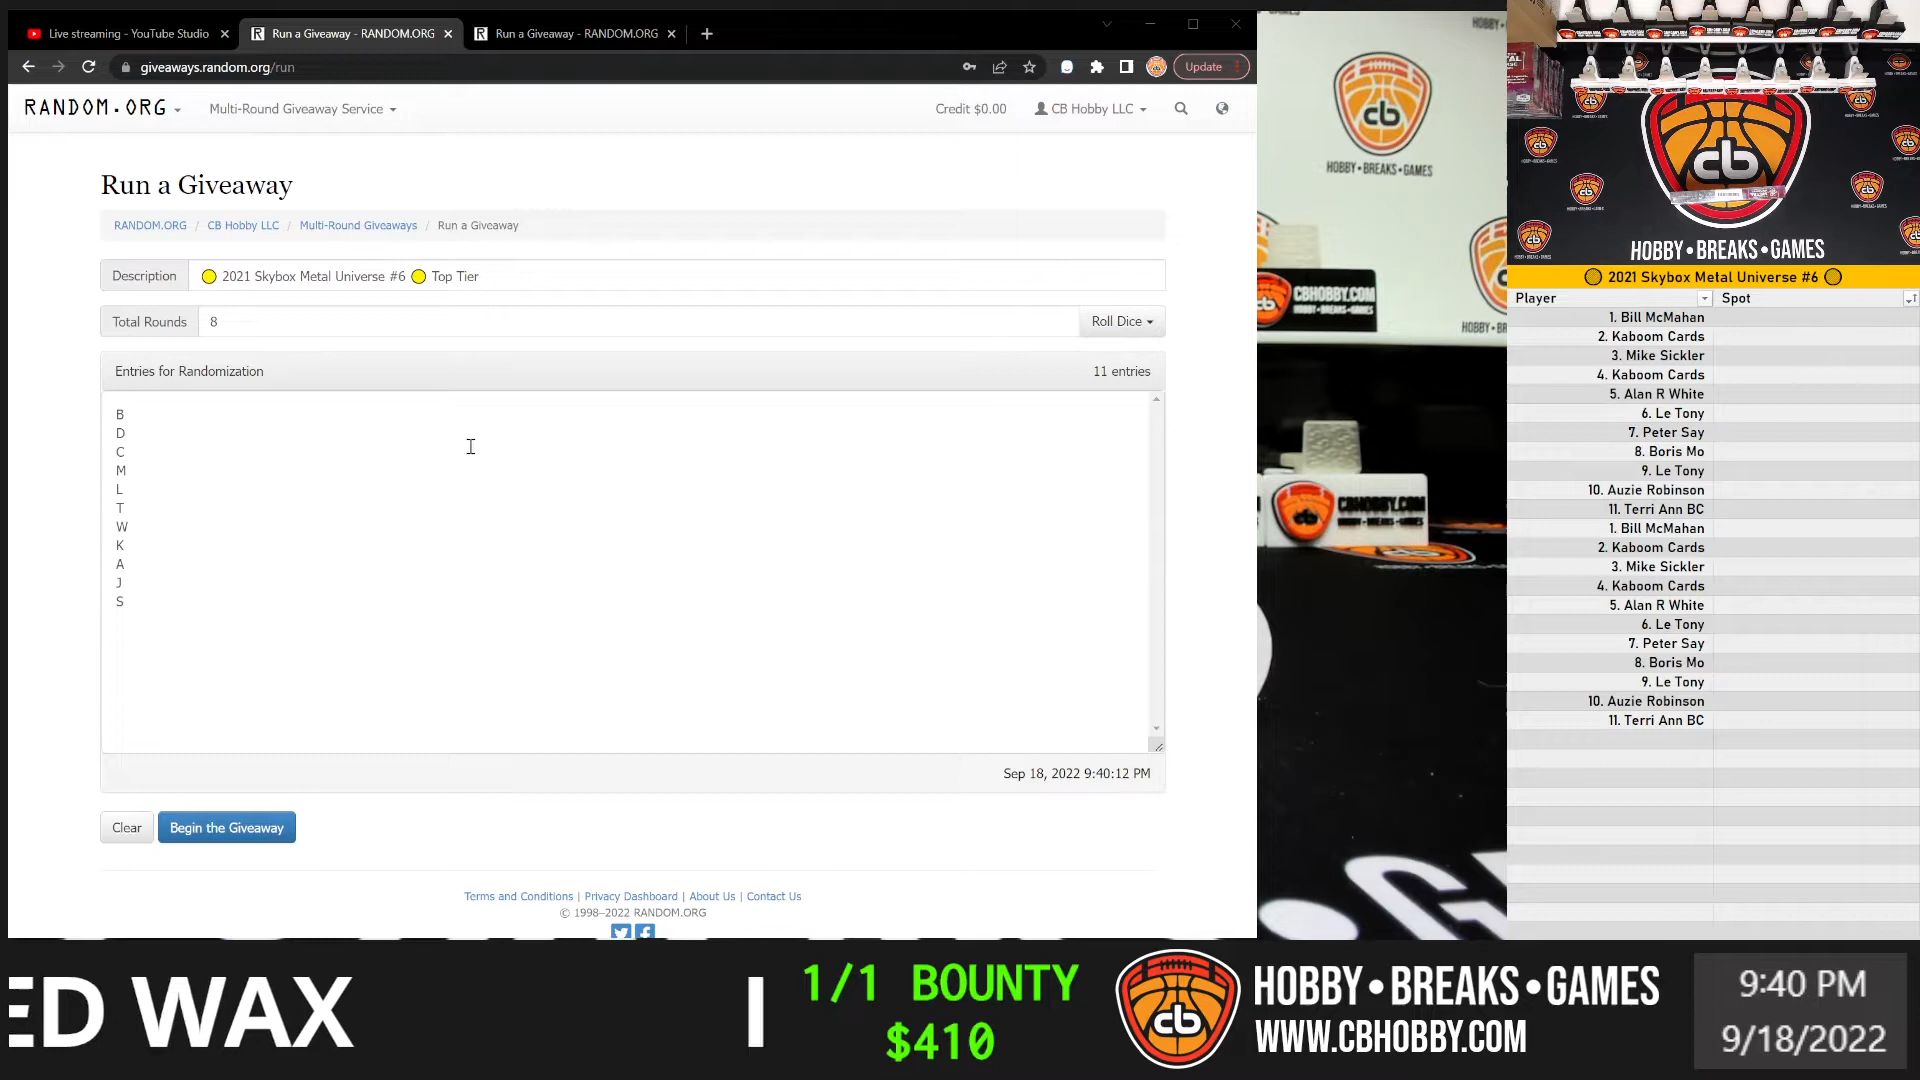 Live streaming - YouTube Studio
Run a Giveaway - RANDOM.ORG
Run a Giveaway - RANDOM.ORG
giveaways.random.org/run
Update
RANDOM.ORG
Multi-Round Giveaway Service
Credit $0.00
CB Hobby LLC
Run a Giveaway
RANDOM.ORG / CB Hobby LLC / Multi-Round Giveaways / Run a Giveaway
Description
2021 Skybox Metal Universe #6 Top Tier
Total Rounds
8
Roll Dice
Entries for Randomization
11 entries
B
D
C
M
L
T
W
K
A
J
S
Sep 18, 2022 9:40:12 PM
Clear
Begin the Giveaway
Terms and Conditions | Privacy Dashboard | About Us | Contact Us
© 1998–2022 RANDOM.ORG
cb
HOBBY•BREAKS•GAMES
CBHOBBY.COM
CBHOBBY.COM
HOBBY•BREAKS•GAMES
cb
HOBBY•BREAKS•GAMES
2021 Skybox Metal Universe #6
Player
Spot
1. Bill McMahan
2. Kaboom Cards
3. Mike Sickler
4. Kaboom Cards
5. Alan R White
6. Le Tony
7. Peter Say
8. Boris Mo
9. Le Tony
10. Auzie Robinson
11. Terri Ann BC
1. Bill McMahan
2. Kaboom Cards
3. Mike Sickler
4. Kaboom Cards
5. Alan R White
6. Le Tony
7. Peter Say
8. Boris Mo
9. Le Tony
10. Auzie Robinson
11. Terri Ann BC
ED WAX
1/1 BOUNTY
$410
cb
HOBBY•BREAKS•GAMES
WWW.CBHOBBY.COM
9:40 PM
9/18/2022